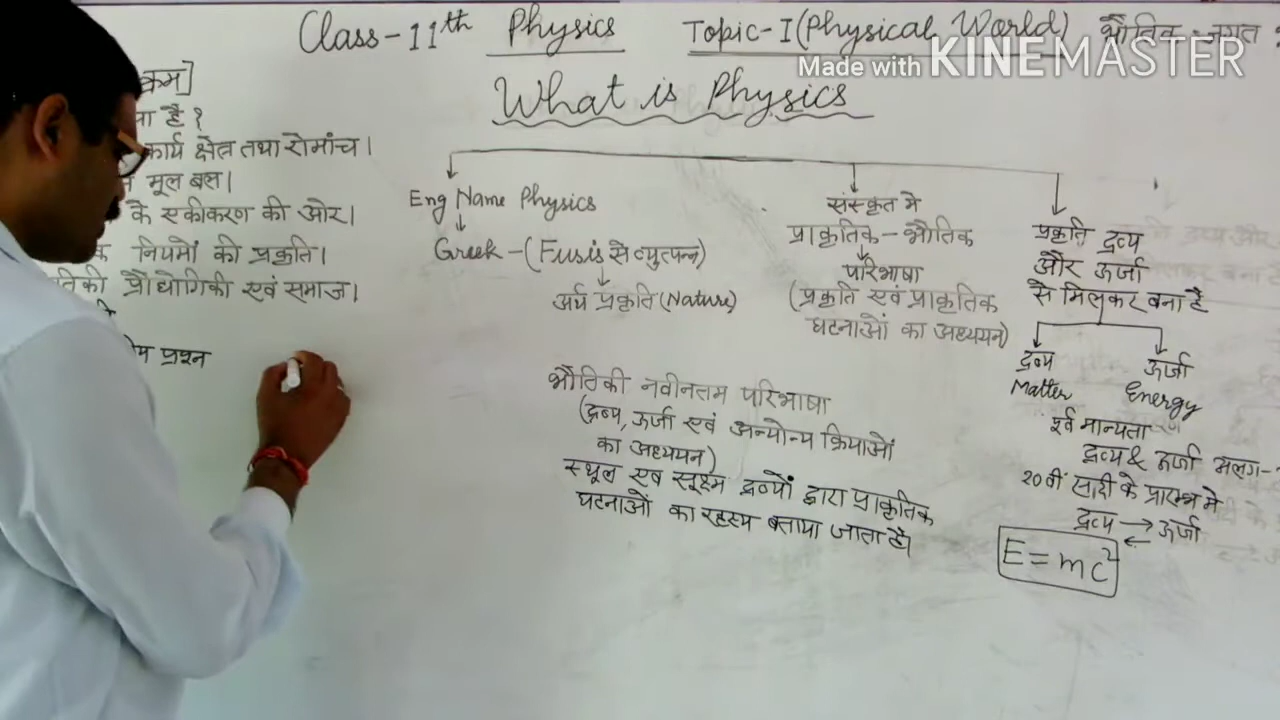 Class-11th Physics Topic-I (Physical World) भौतिक जगत
Made with KINEMASTER
What is Physics
है ?
कार्य क्षेत्र तथा रोमांच।
मूल बल।
के एकीकरण की ओर।
नियमों की प्रकृति।
प्रौद्योगिकी एवं समाज।
प्रश्न
Eng Name Physics
Greek - (Fusis से व्युत्पन्न)
अर्थ प्रकृति (Nature)
संस्कृत मे
प्राकृतिक - भौतिक
परिभाषा
(प्रकृति एवं प्राकृतिक
घटनाओं का अध्ययन)
प्रकृति द्रव्य
और ऊर्जा
से मिलकर बना है
द्रव्य
Matter
ऊर्जा
Energy
मान्यता
द्रव्य & ऊर्जा अलग-
20वीं सदी के प्रारम्भ मे
द्रव्य → ऊर्जा
←
E = mc²
भौतिकी नवीनतम परिभाषा
(द्रव्य, ऊर्जा एवं अन्योन्य क्रियाओं
का अध्ययन)
स्थूल एवं सूक्ष्म द्रव्यों द्वारा प्राकृतिक
घटनाओं का रहस्य बताया जाता है।